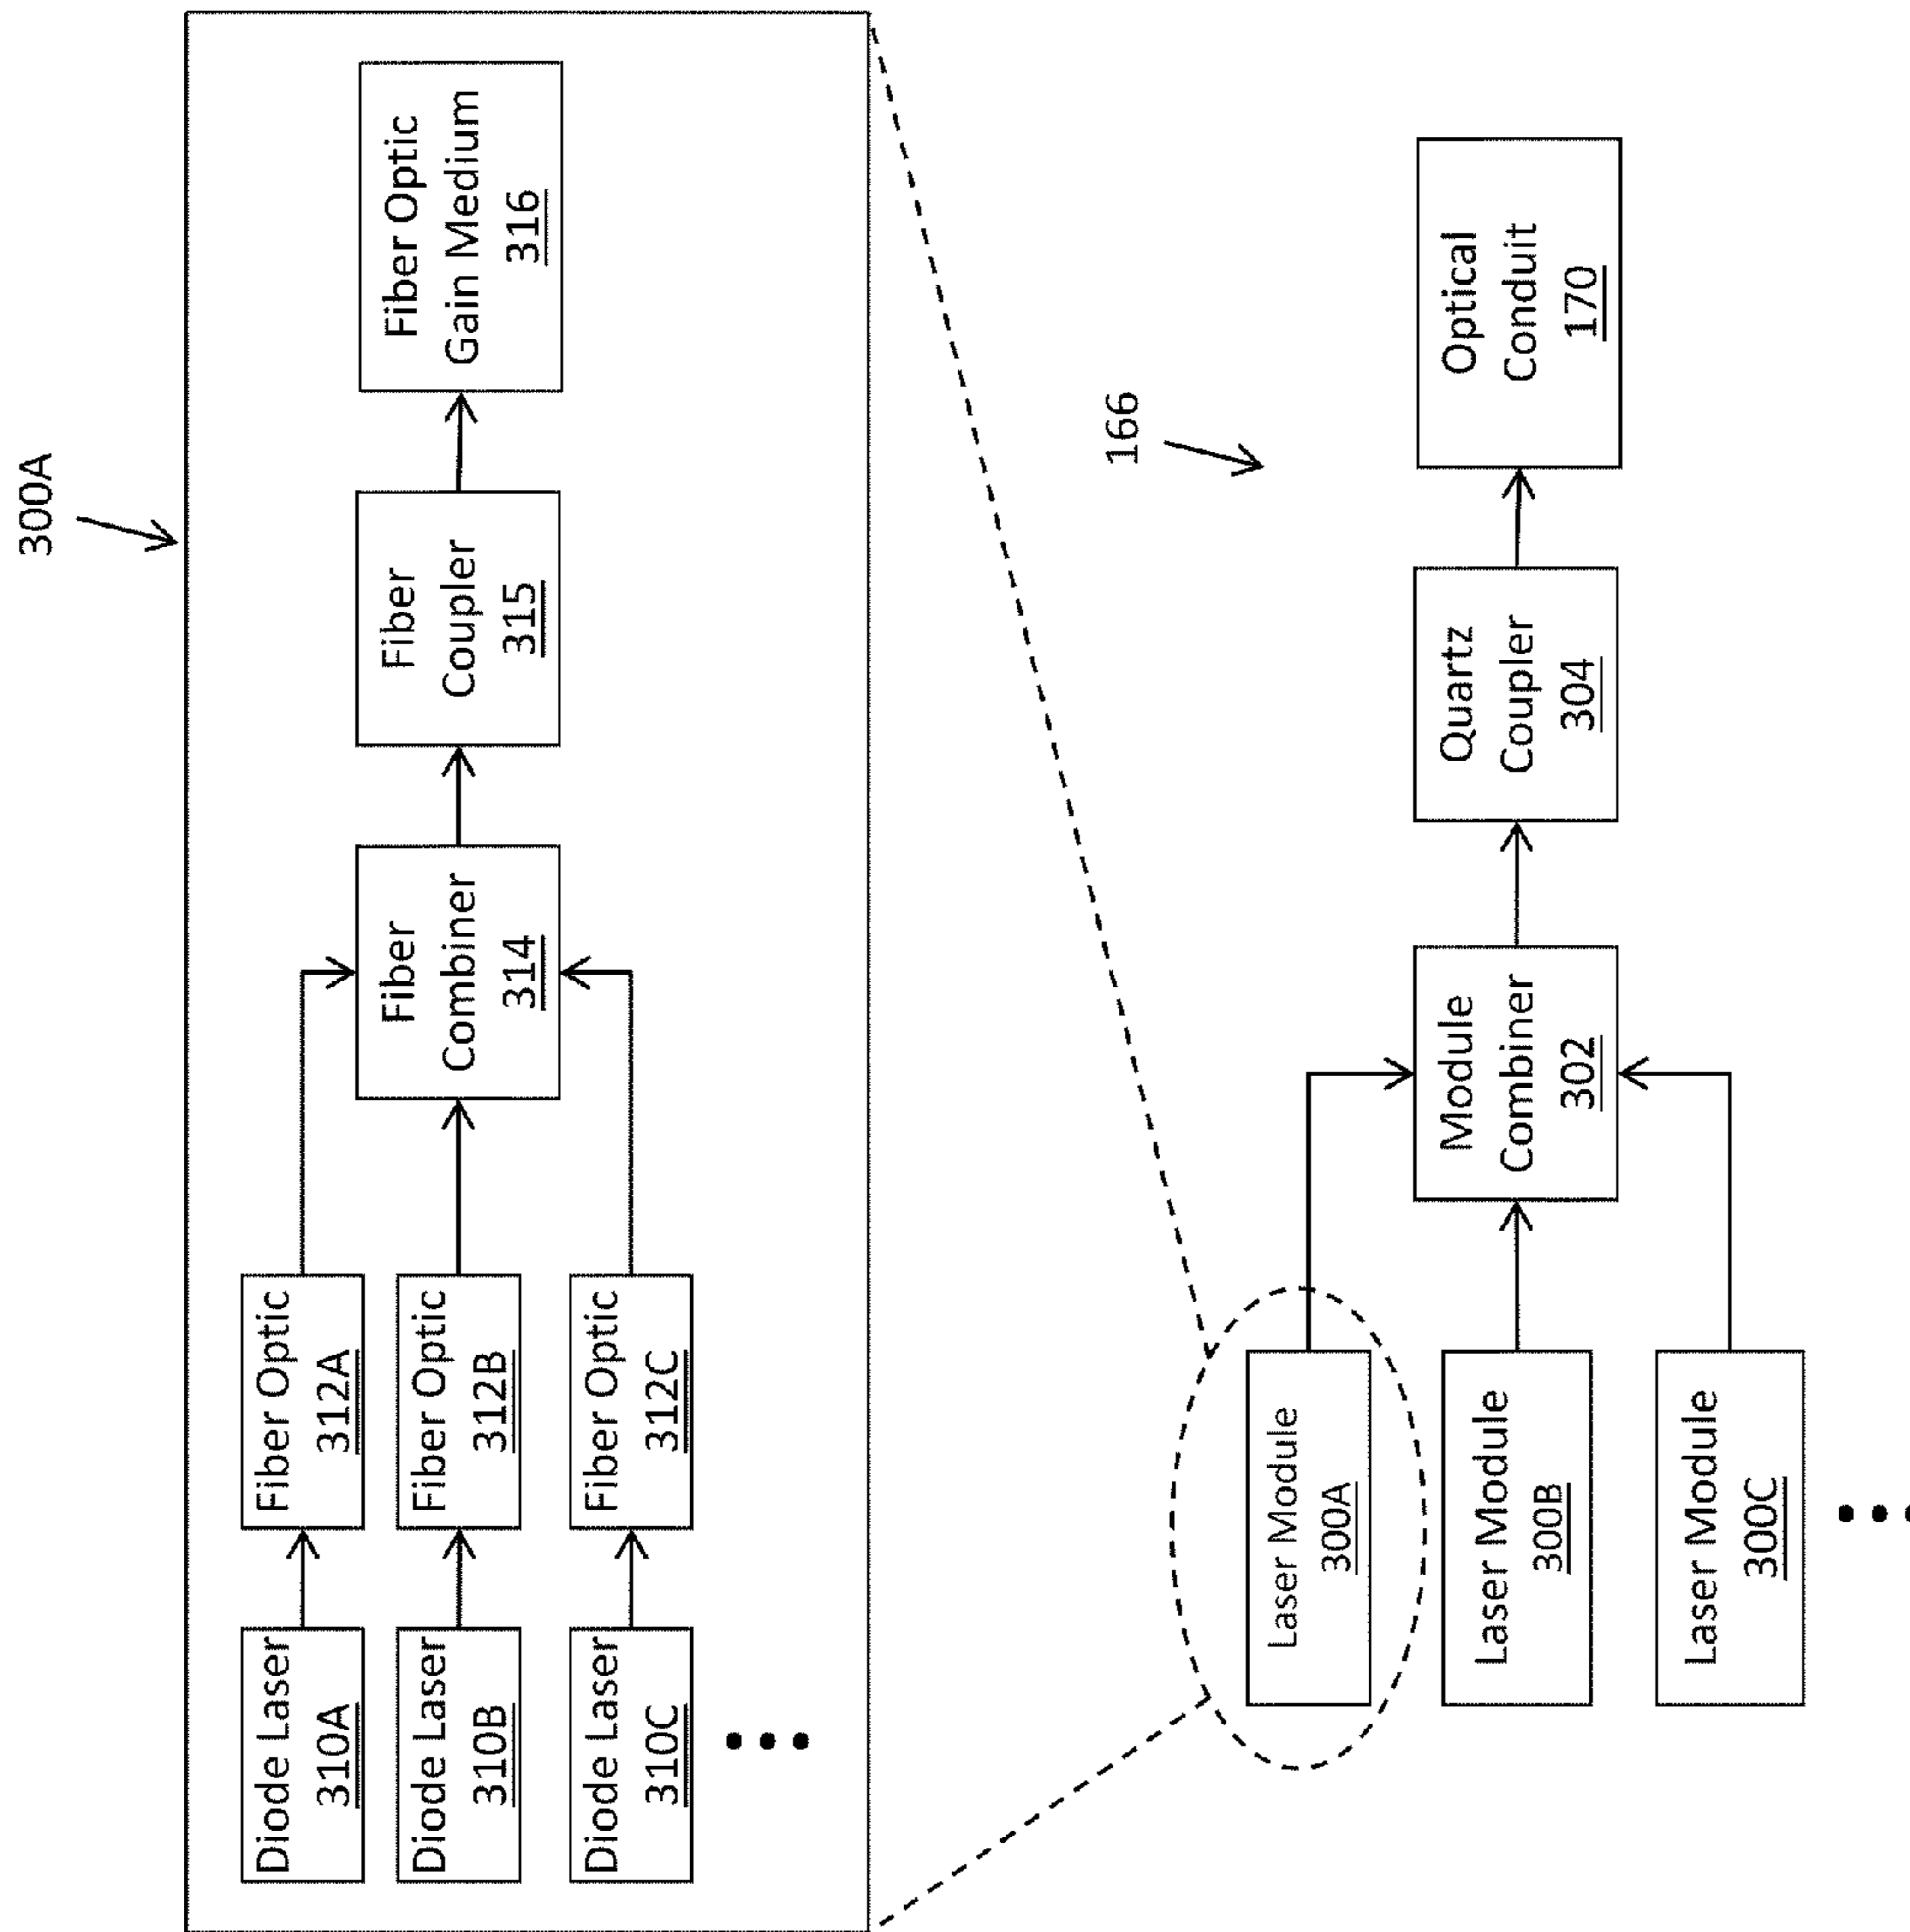 300A
Diode Laser
310A
Fiber Optic
312A
Diode Laser
310B
Fiber Optic
312B
Diode Laser
310C
Fiber Optic
312C
Fiber
Combiner
314
Fiber
Coupler
315
Fiber Optic
Gain Medium
316
166
Laser Module
300A
Laser Module
300B
Laser Module
300C
Module
Combiner
302
Quartz
Coupler
304
Optical
Conduit
170